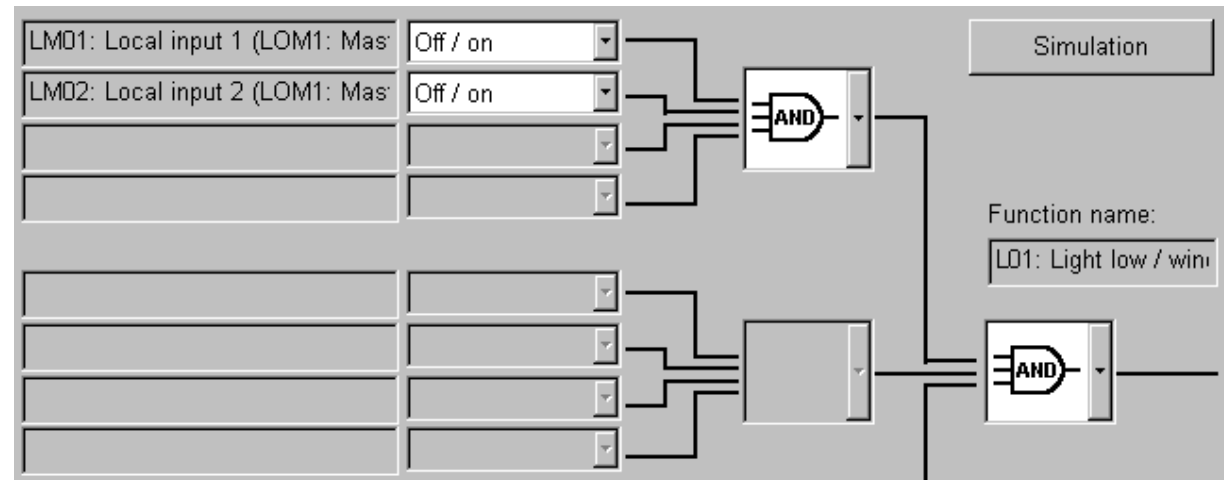 LM01: Local input 1 (LOM1: Mas
Off / on
Simulation
LM02: Local input 2 (LOM1: Mas
Off / on
AND
Function name:
L01: Light low / win
AND